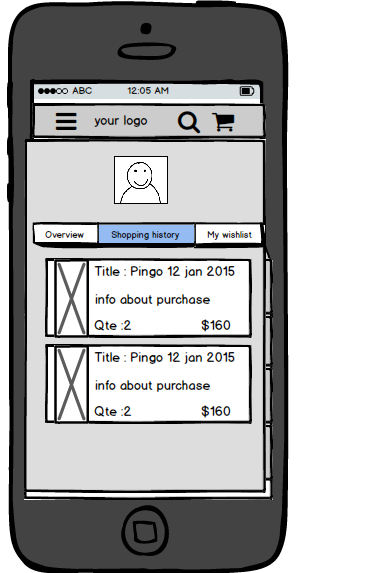 ABC 12:05 AM
your logo
Overview Shopping history My wishlist
Title : Pingo 12 jan 2015
info about purchase
Qte :2 $160
Title : Pingo 12 jan 2015
info about purchase
Qte :2 $160